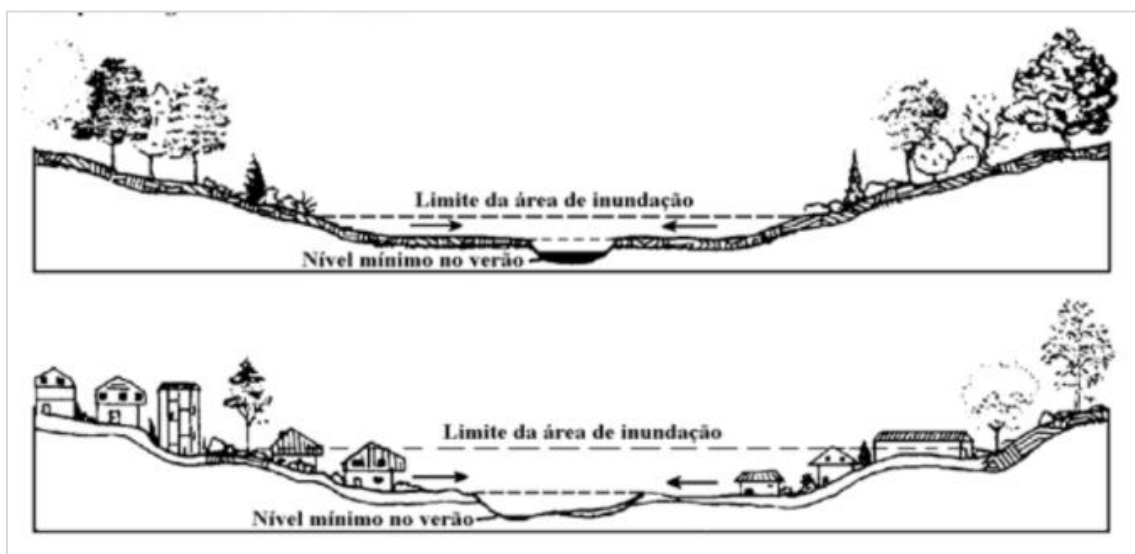 Limite da área de inundação
Nível mínimo no verão
Limite da área de inundação
Nível mínimo no verão